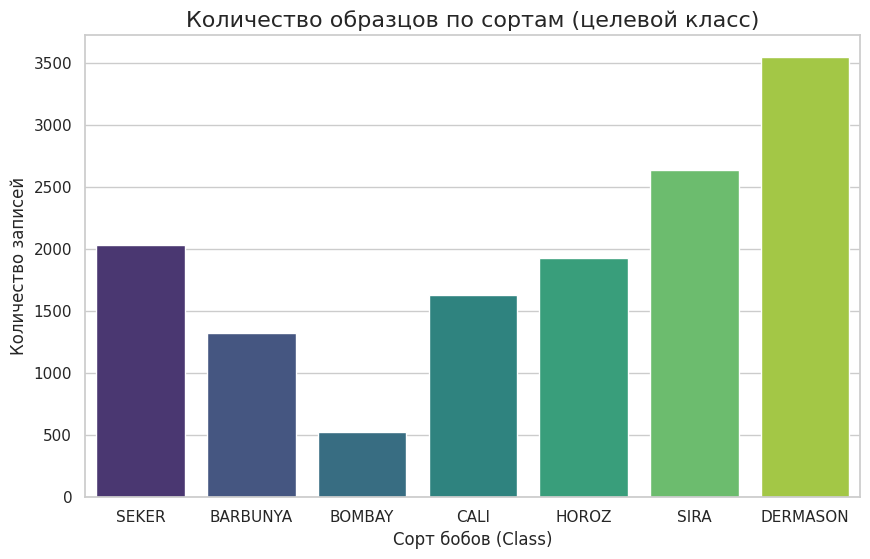 Количество образцов по сортам (целевой класс)
Количество записей
3500
3000
2500
2000
1500
1000
500
0
SEKER BARBUNYA BOMBAY CALI HOROZ SIRA DERMASON
Сорт бобов (Class)